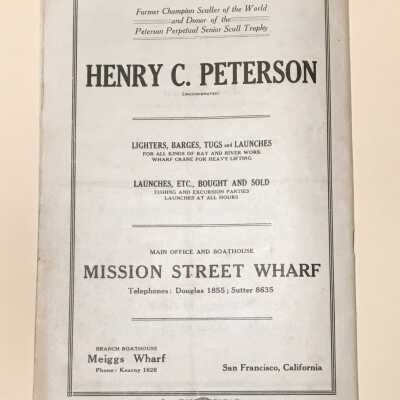 Former Champion Sculler of the World
and Donor of the
Peterson Perpetual Senior Scull Trophy
HENRY C. PETERSON
(INCORPORATED)
LIGHTERS, BARGES, TUGS and LAUNCHES
FOR ALL KINDS OF BAY AND RIVER WORK
WHARF CRANE FOR HEAVY LIFTING
LAUNCHES, ETC., BOUGHT AND SOLD
FISHING AND EXCURSION PARTIES
LAUNCHES AT ALL HOURS
MAIN OFFICE AND BOATHOUSE
MISSION STREET WHARF
Telephones: Douglas 1855; Sutter 8635
BRANCH BOATHOUSE
Meiggs Wharf
Phone: Kearny 1626
San Francisco, California